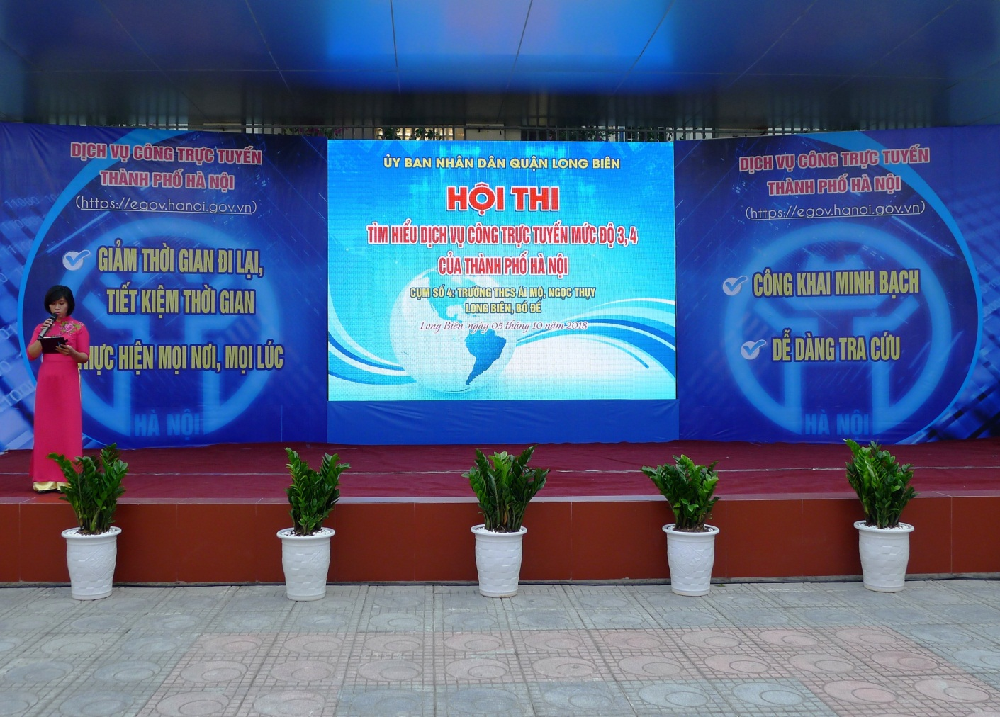 DỊCH VỤ CÔNG TRỰC TUYẾN
THÀNH PHỐ HÀ NỘI
(https://egov.hanoi.gov.vn)
GIẢM THỜI GIAN ĐI LẠI,
TIẾT KIỆM THỜI GIAN
HỰC HIỆN MỌI NƠI, MỌI LÚC
HÀ NỘI
ỦY BAN NHÂN DÂN QUẬN LONG BIÊN
HỘI THI
TÌM HIỂU DỊCH VỤ CÔNG TRỰC TUYẾN MỨC ĐỘ 3, 4
CỦA THÀNH PHỐ HÀ NỘI
CỤM SỐ 4: TRƯỜNG THCS ÁI MỘ, NGỌC THỤY
LONG BIÊN, BỒ ĐỀ
Long Biên, ngày 05 tháng 10 năm 2018
DỊCH VỤ CÔNG TRỰC TUYẾN
THÀNH PHỐ HÀ NỘI
(https://egov.hanoi.gov.vn)
CÔNG KHAI MINH BẠCH
DỄ DÀNG TRA CỨU
HÀ NỘI